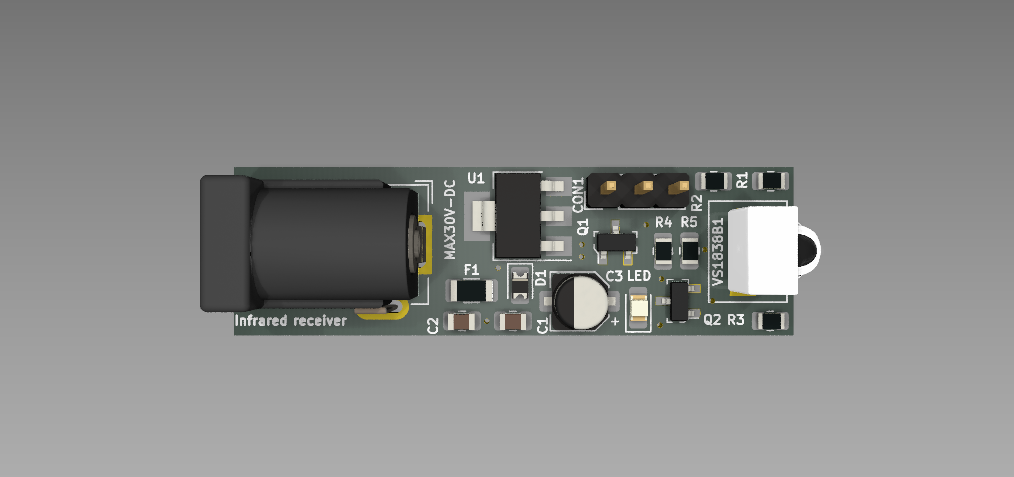 U1
MAX30V-DC
CON1
R2
R1
Q1
R4 R5
VS1838B1
F1
D1
C3 LED
C2
C1
+
Q2 R3
Infrared receiver